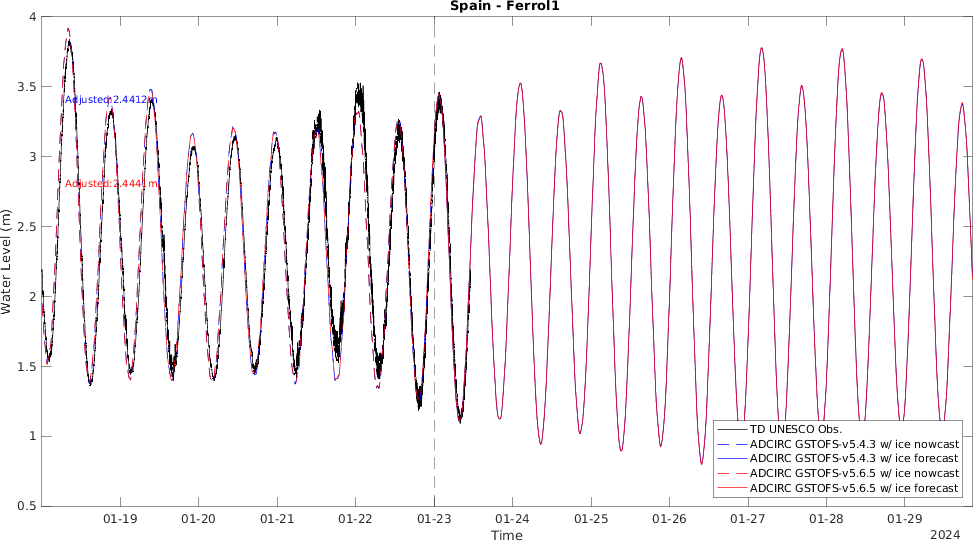 Spain - Ferrol1
4
3.5
3
2.5
2
1.5
1
0.5
Water Level (m)
Adjusted:2.4412m
Adjusted:2.4441m
TD UNESCO Obs.
ADCIRC GSTOFS-v5.4.3 w/ ice nowcast
ADCIRC GSTOFS-v5.4.3 w/ ice forecast
ADCIRC GSTOFS-v5.6.5 w/ ice nowcast
ADCIRC GSTOFS-v5.6.5 w/ ice forecast
01-19 01-20 01-21 01-22 01-23 01-24 01-25 01-26 01-27 01-28 01-29
Time
2024